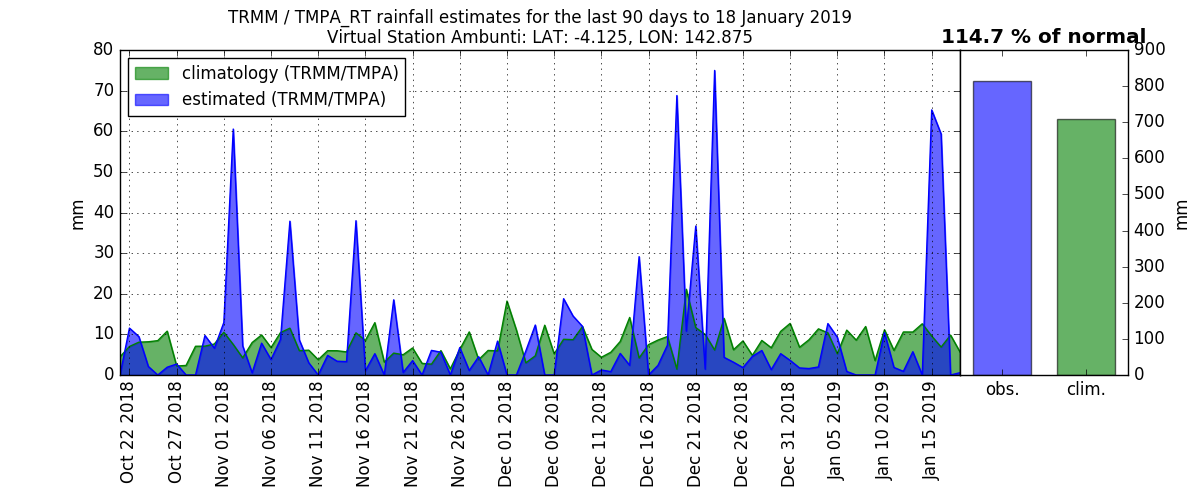 TRMM / TMPA_RT rainfall estimates for the last 90 days to 18 January 2019
Virtual Station Ambunti: LAT: -4.125, LON: 142.875
114.7 % of normal
climatology (TRMM/TMPA)
estimated (TRMM/TMPA)
mm
80
70
60
50
40
30
20
10
0
Oct 22 2018
Oct 27 2018
Nov 01 2018
Nov 06 2018
Nov 11 2018
Nov 16 2018
Nov 21 2018
Nov 26 2018
Dec 01 2018
Dec 06 2018
Dec 11 2018
Dec 16 2018
Dec 21 2018
Dec 26 2018
Dec 31 2018
Jan 05 2019
Jan 10 2019
Jan 15 2019
900
800
700
600
500
400
300
200
100
0
mm
obs.
clim.